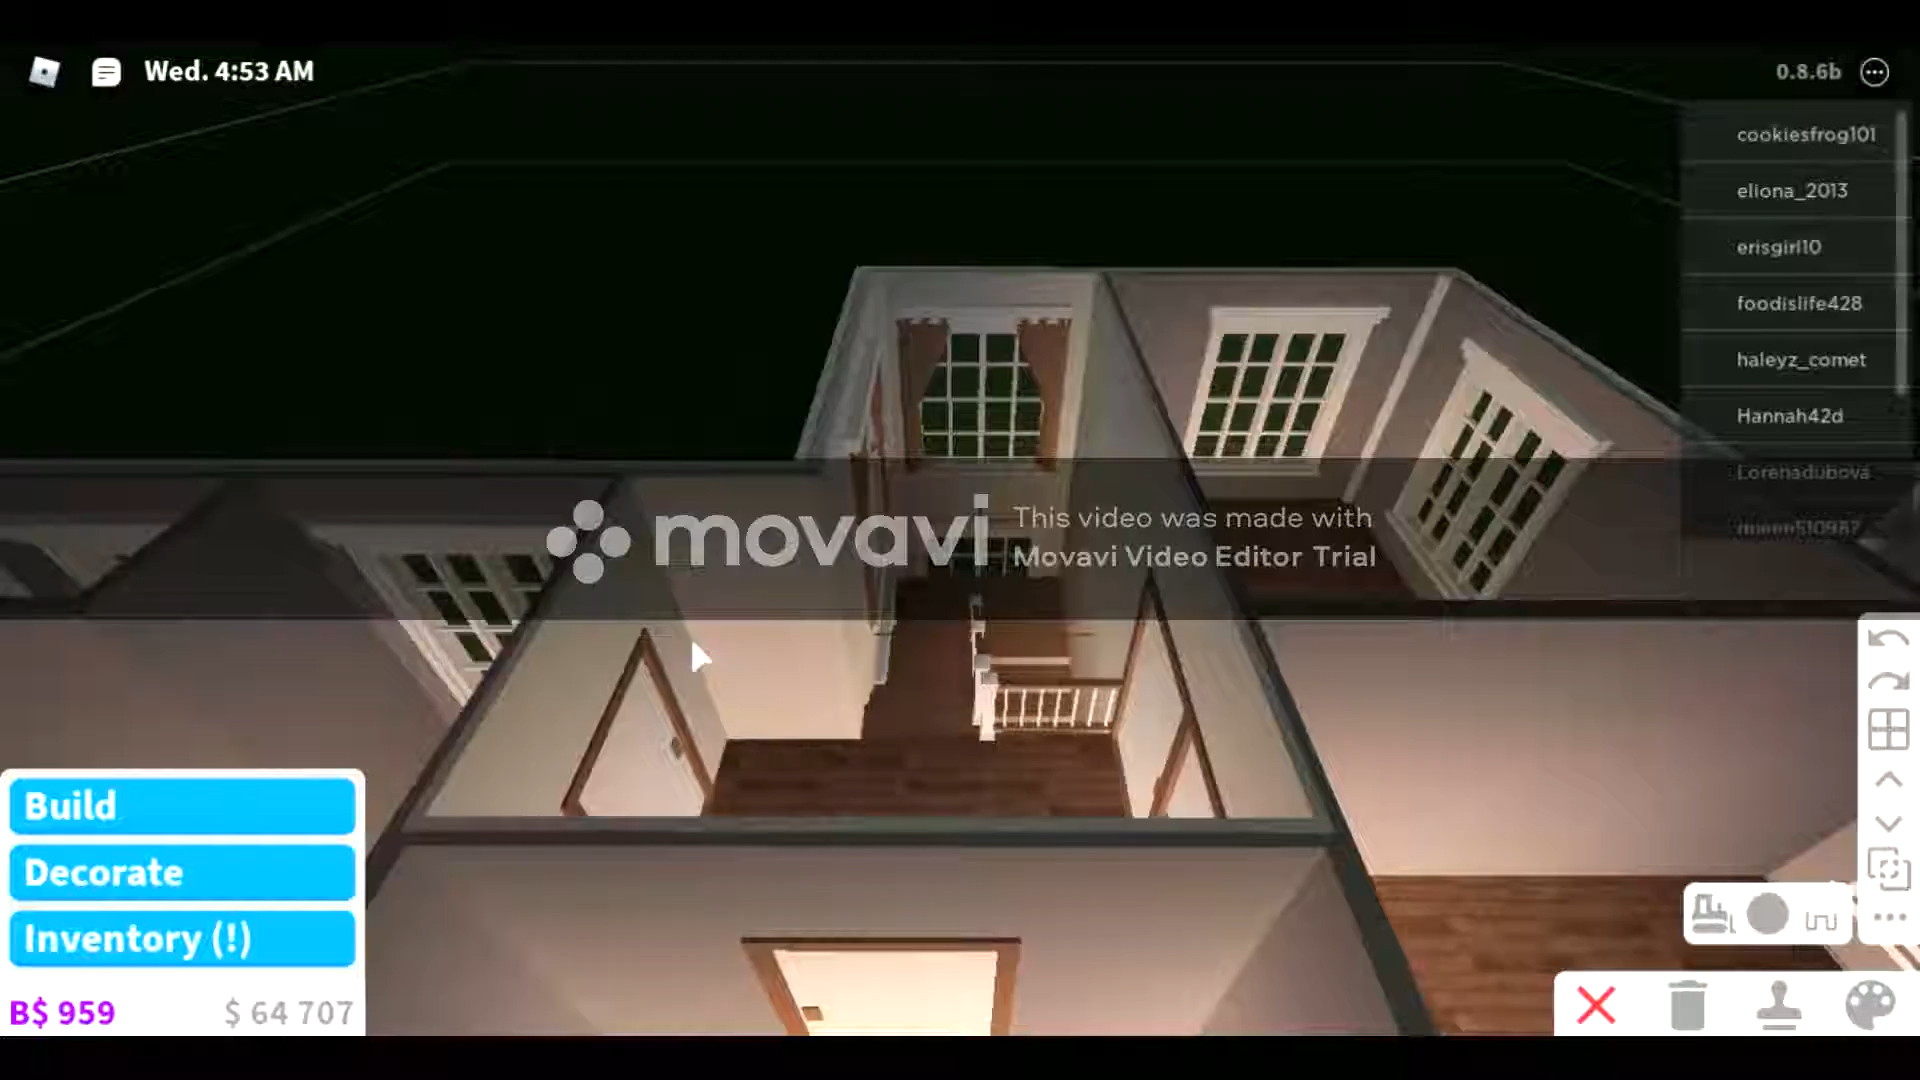 Wed. 4:53 AM
0.8.6b
cookiesfrog101
eliona_2013
erisgirl10
foodislife428
haleyz_comet
Hannah42d
Lorenadubova
movavi
This video was made with
Movavi Video Editor Trial
Build
Decorate
Inventory (!)
B$ 959
$ 64 707